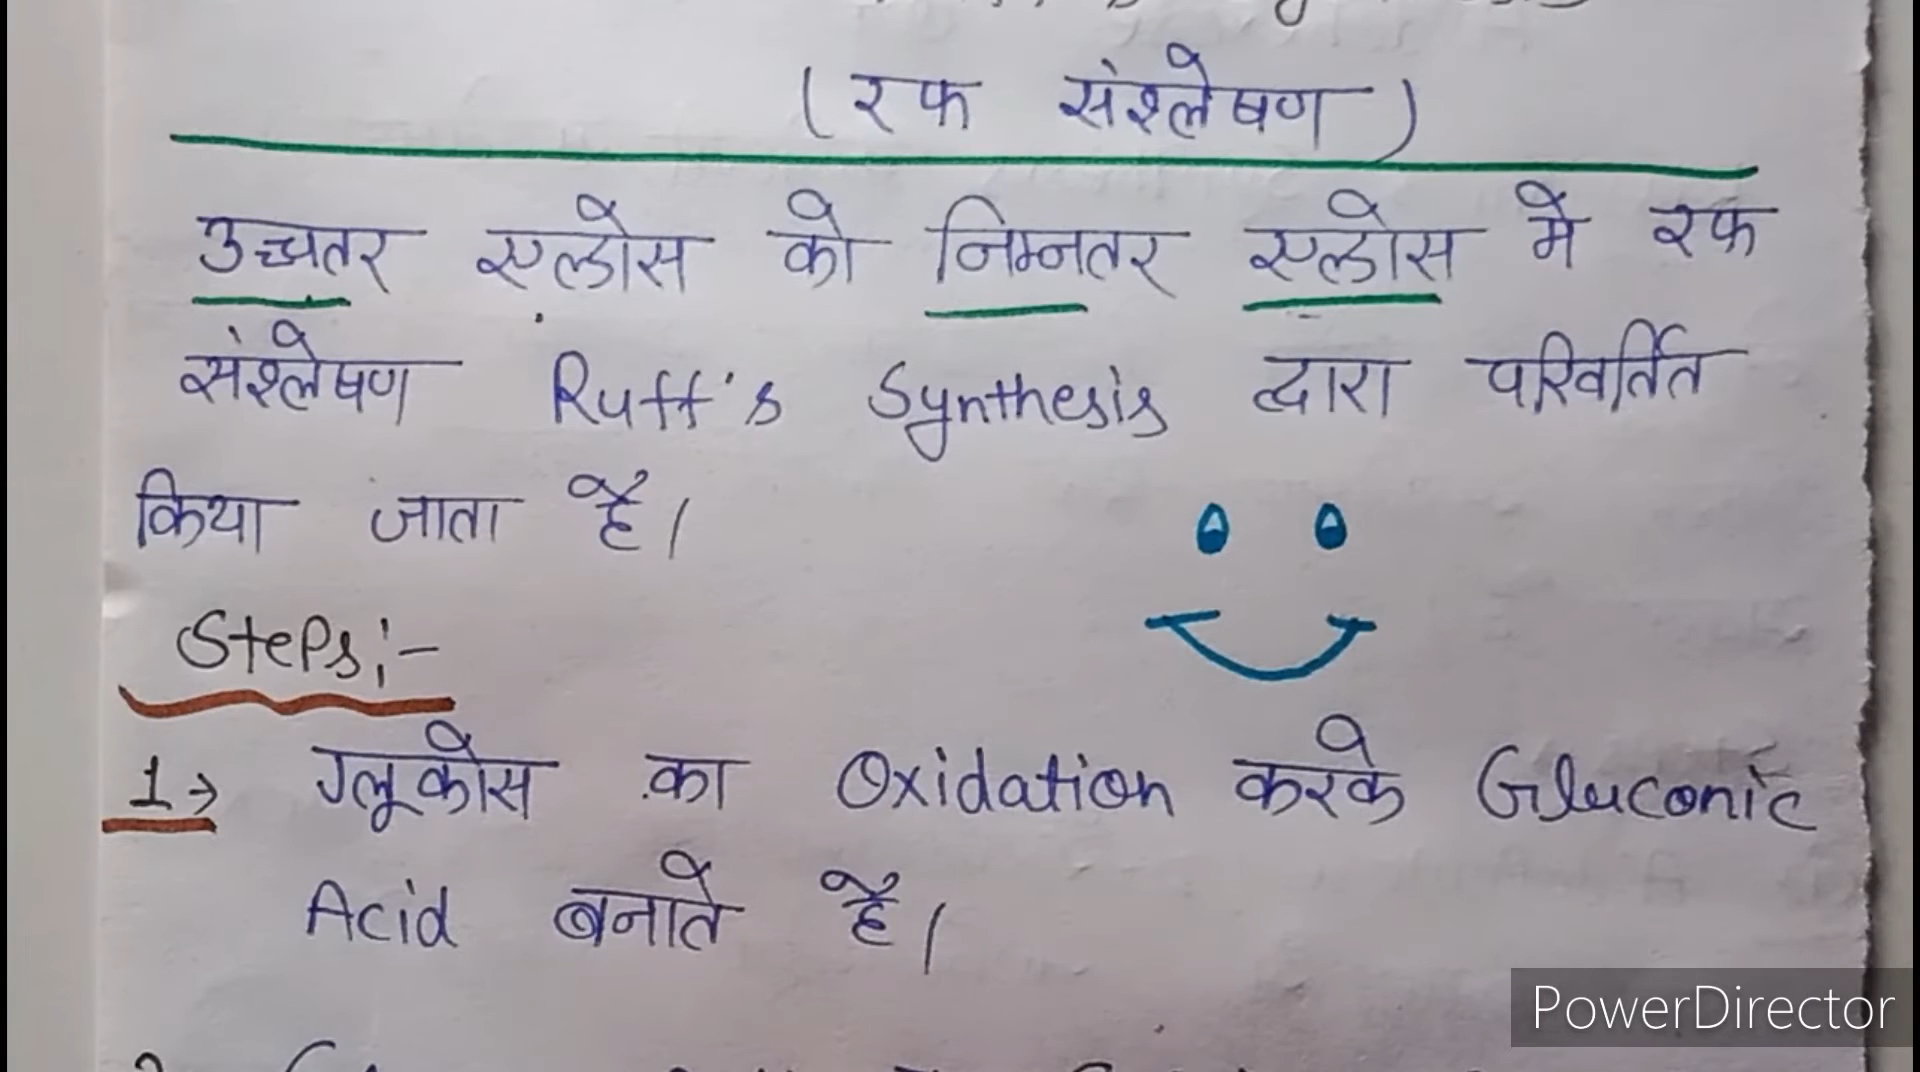 (रफ संश्लेषण)
उच्चतर एल्डोस को निम्नतर एल्डोस में रफ
संश्लेषण Ruff's Synthesis द्वारा परिवर्तित
किया जाता है।
Steps:-
1→ ग्लूकोस का Oxidation करके Gluconic
Acid बनाते हैं।
PowerDirector